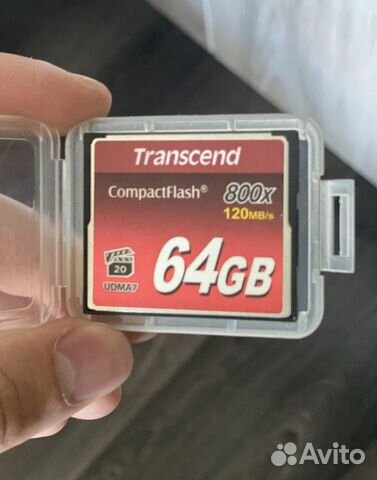 Transcend
CompactFlash®
800x
120MB/s
20
UDMA7
64GB
Avito